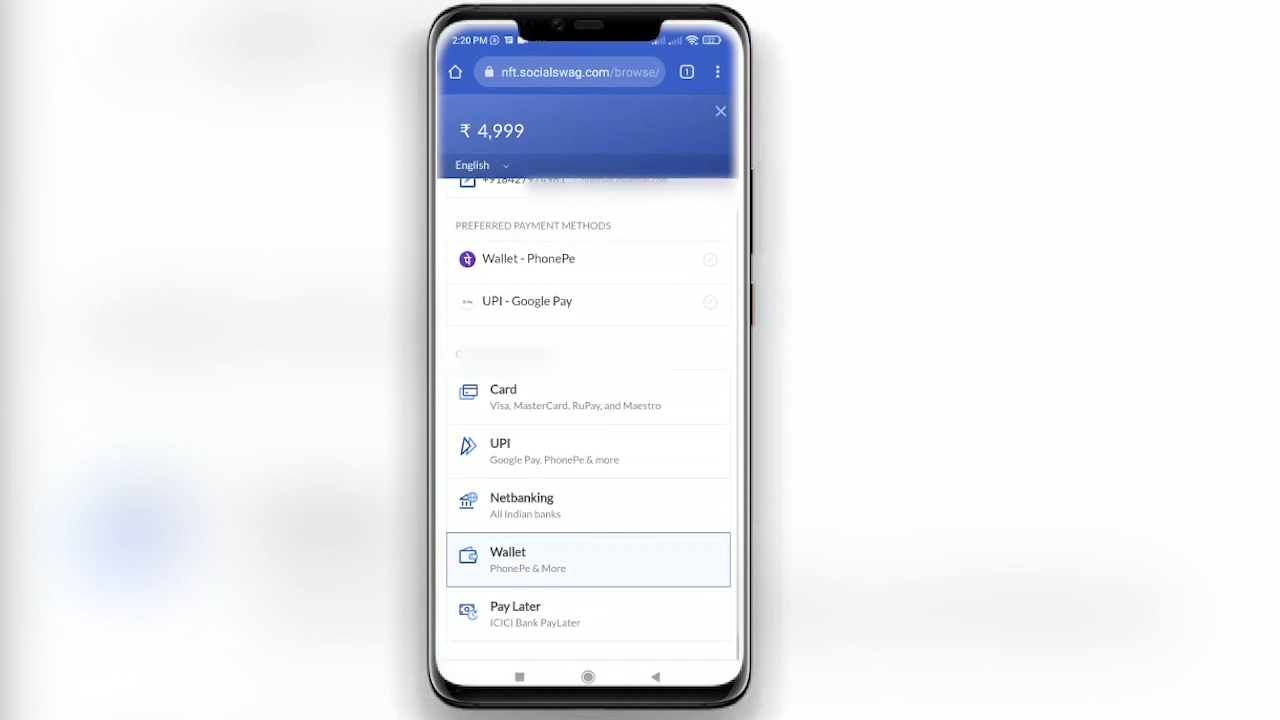 2:20 PM
22
nft.socialswag.com/browse/
1
₹ 4,999
English
PREFERRED PAYMENT METHODS
Wallet - PhonePe
UPI - Google Pay
Card
Visa, MasterCard, RuPay, and Maestro
UPI
Google Pay, PhonePe & more
Netbanking
All Indian banks
Wallet
PhonePe & More
Pay Later
ICICI Bank PayLater